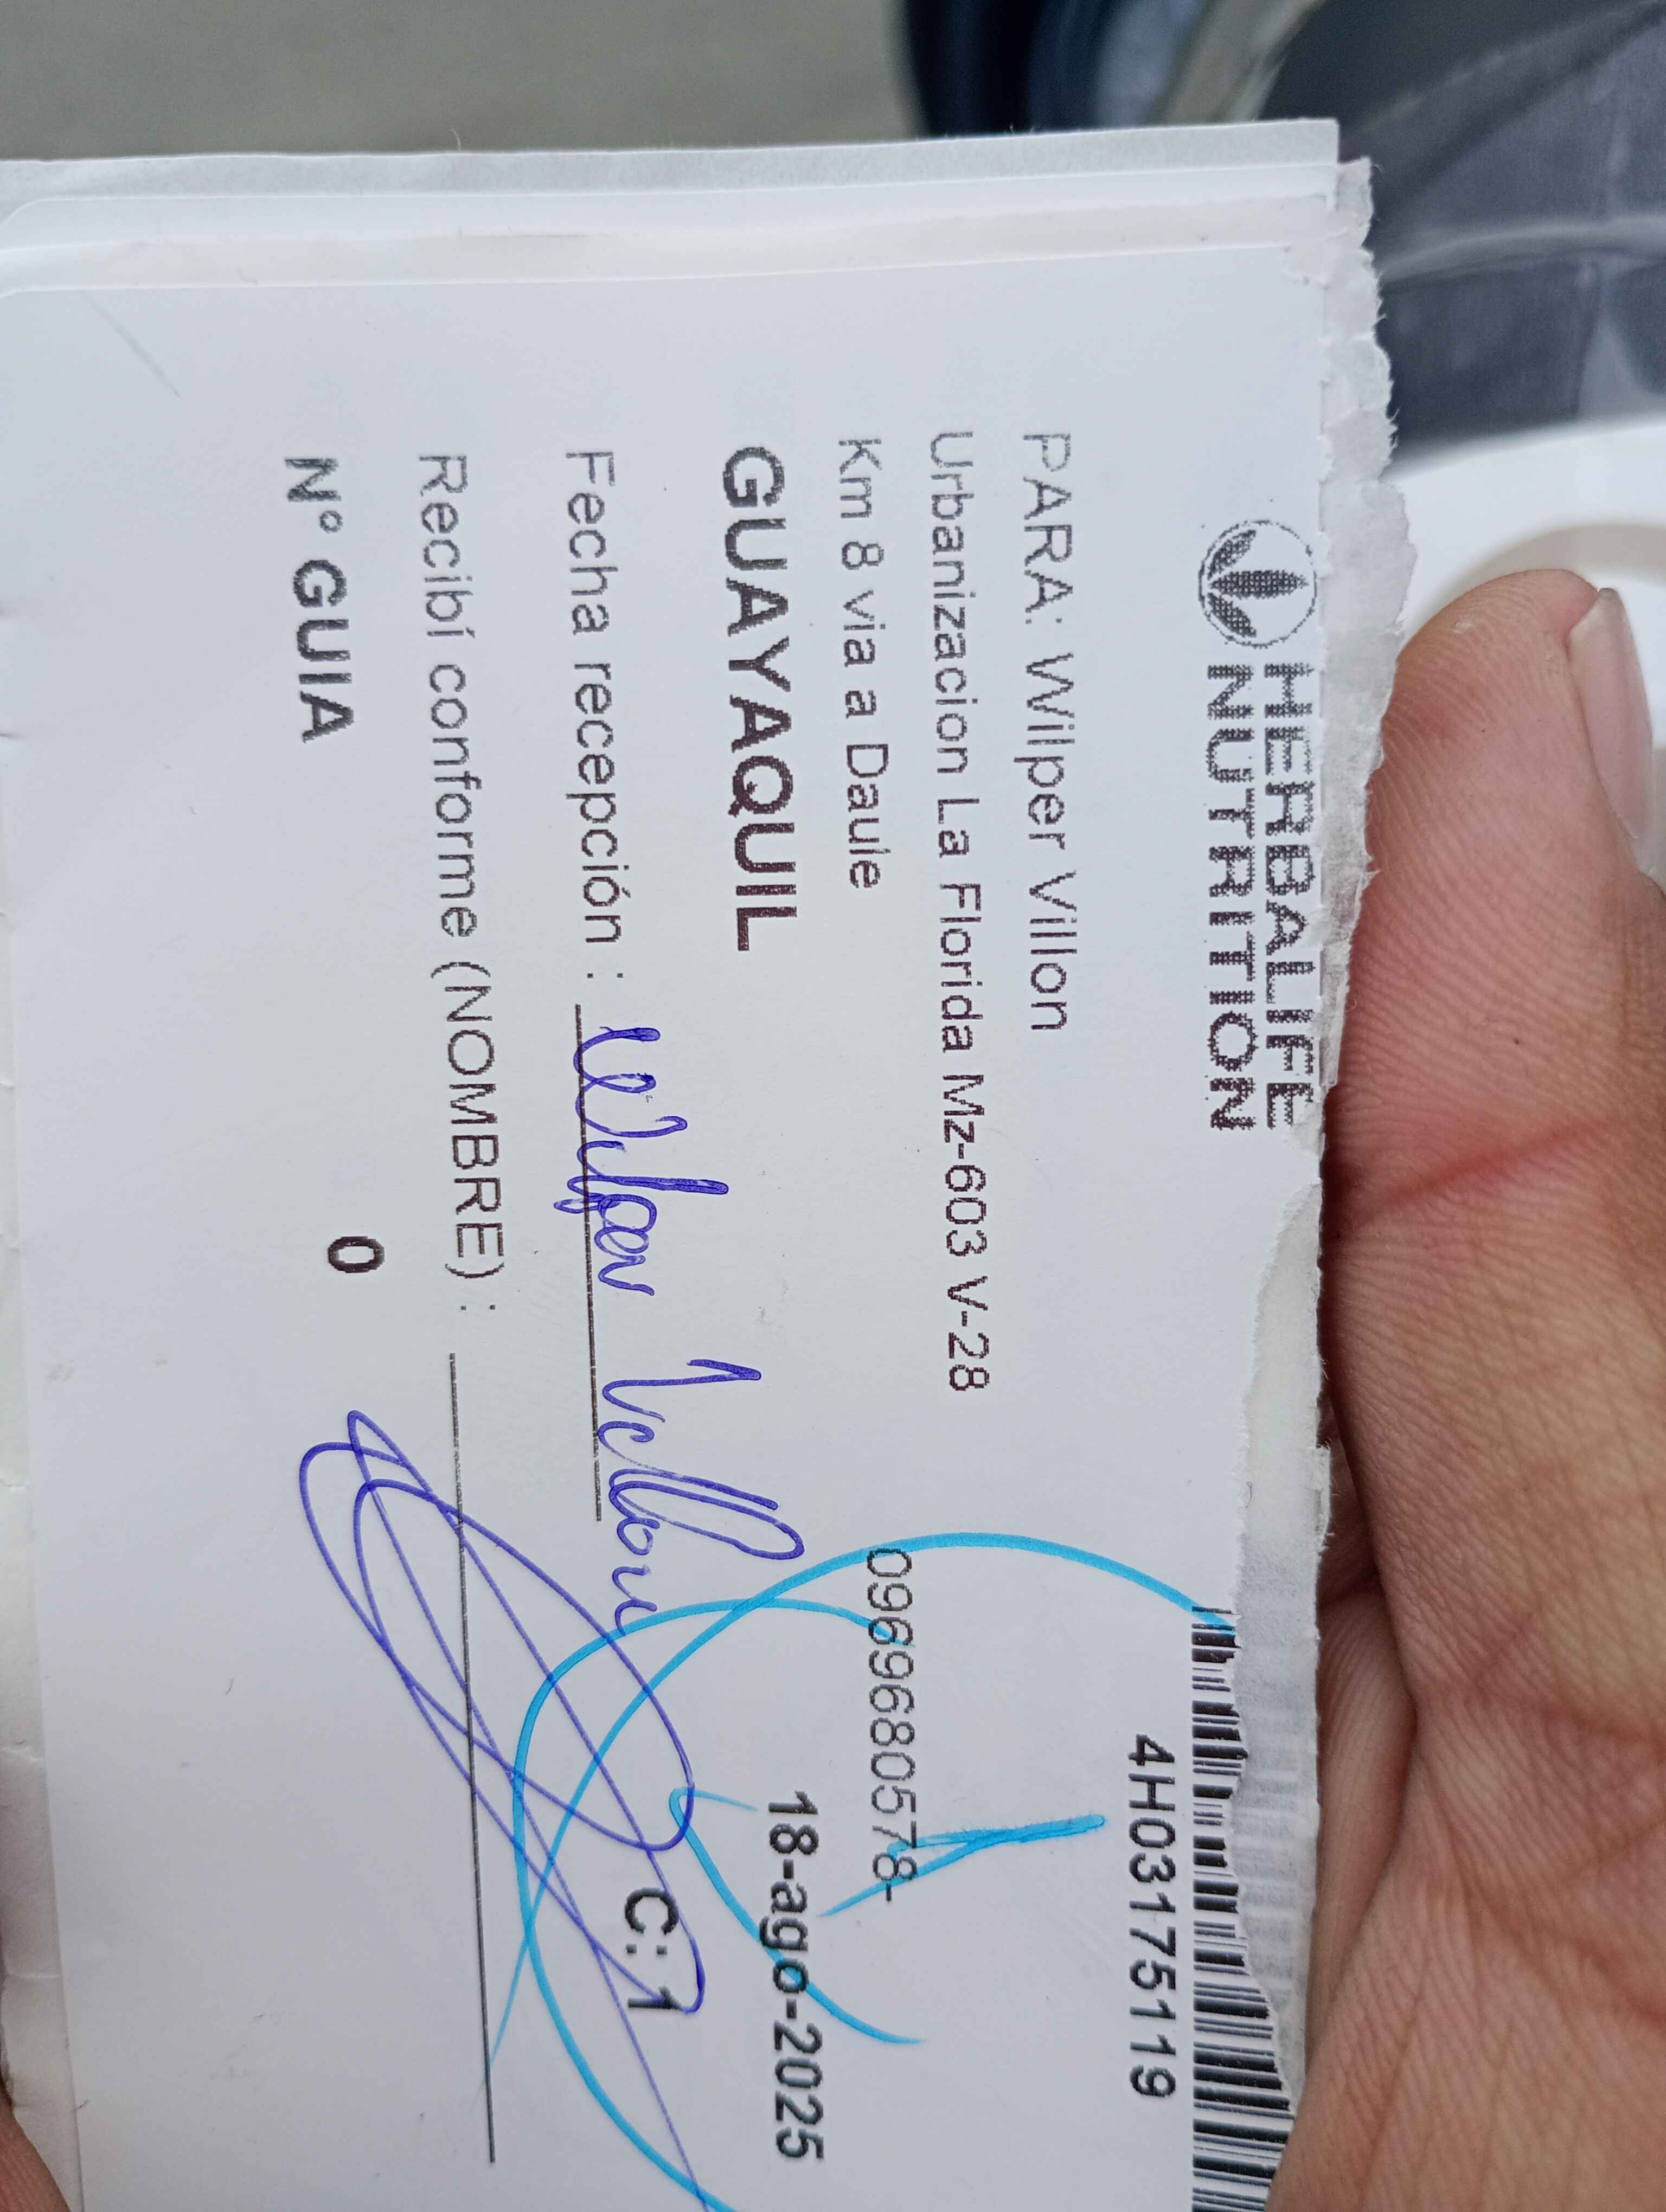 HERBALIFE
NUTRITION
4H03175119
PARA: Wilper Villon
Urbanizacion La Florida Mz-603 V-28
Km 8 via a Daule
0969680578-
GUAYAQUIL
18-ago-2025
Fecha recepción : Wilper Villon
C: 1
Recibí conforme (NOMBRE) :
N° GUIA 0